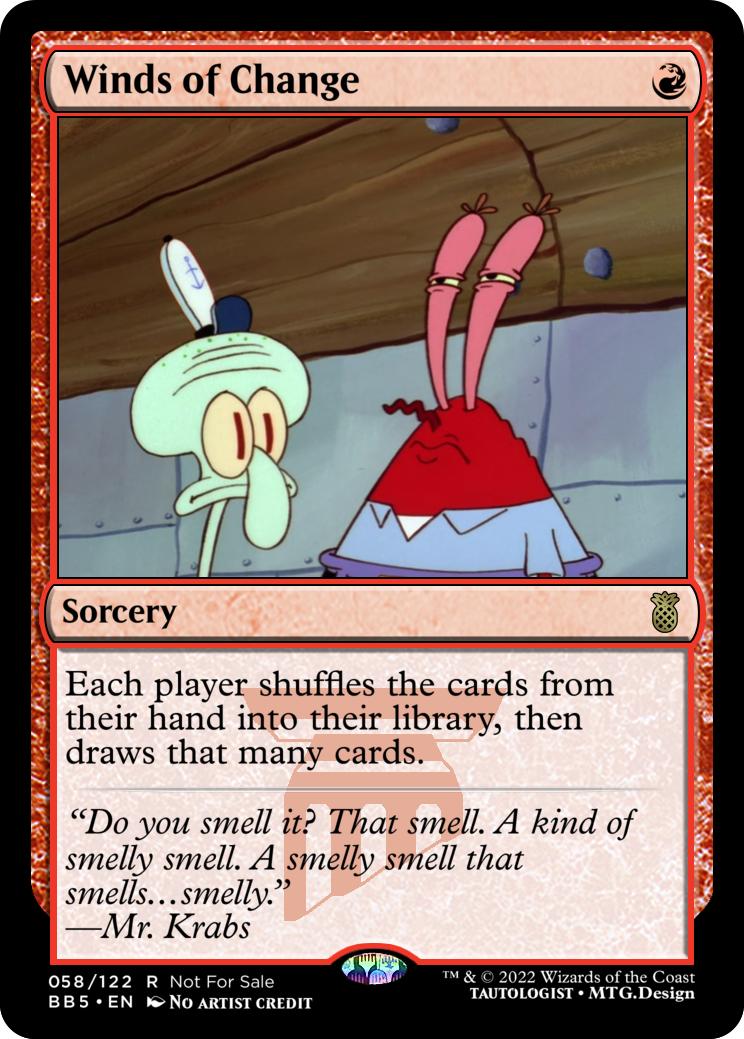 Winds of Change
Sorcery
Each player shuffles the cards from
their hand into their library, then
draws that many cards.
“Do you smell it? That smell. A kind of
smelly smell. A smelly smell that
smells...smelly.”
—Mr. Krabs
058/122 R Not For Sale
BB5 • EN No artist credit
™ & © 2022 Wizards of the Coast
TAUTOLOGIST • MTG.Design